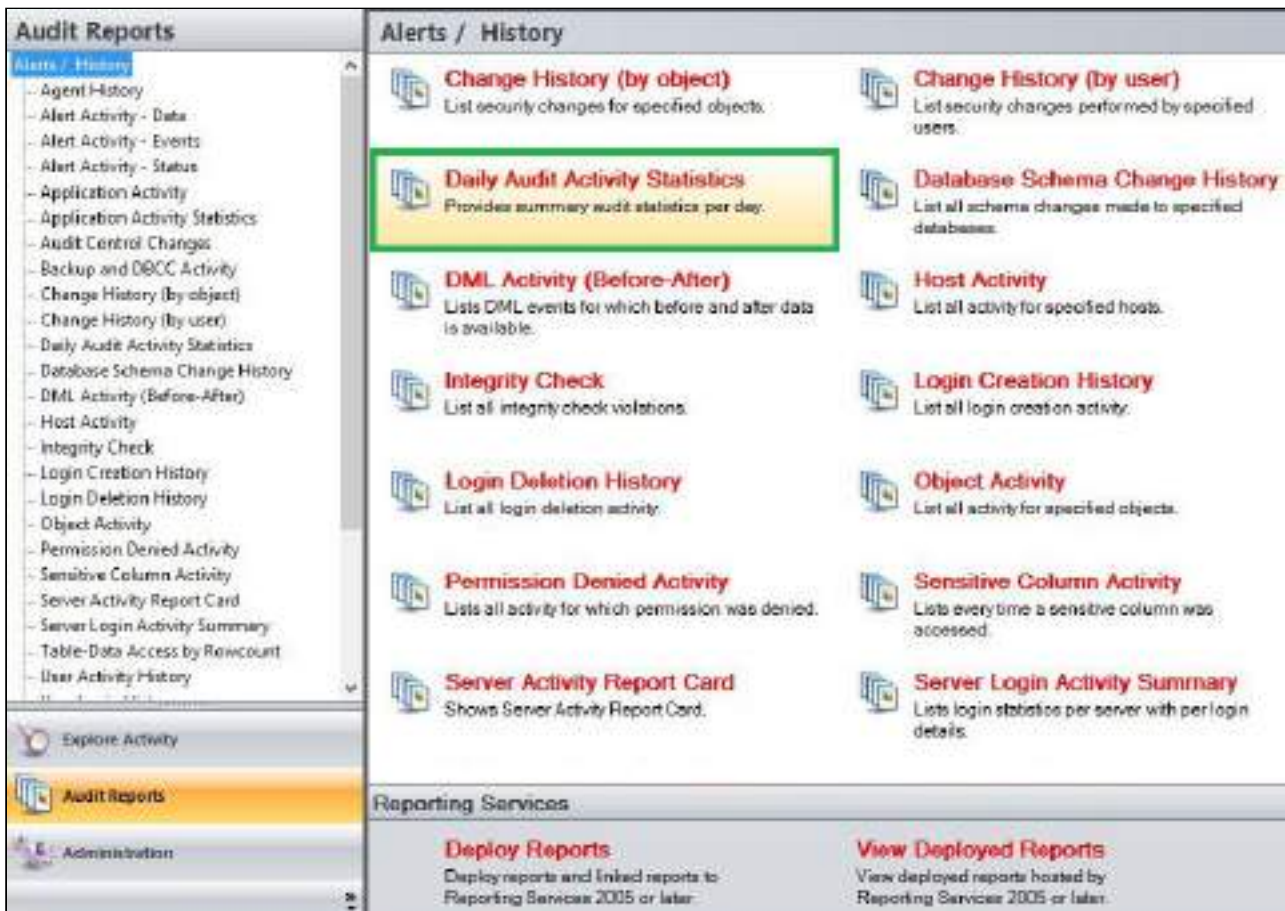 Audit Reports
Alerts / History
Agent History
Alert Activity - Data
Alert Activity - Events
Alert Activity - Status
Application Activity
Application Activity Statistics
Audit Control Changes
Backup and DBCC Activity
Change History (by object)
Change History (by user)
Daily Audit Activity Statistics
Database Schema Change History
DML Activity (Before-After)
Host Activity
Integrity Check
Login Creation History
Login Deletion History
Object Activity
Permission Denied Activity
Sensitive Column Activity
Server Activity Report Card
Server Login Activity Summary
Table-Data Access by Rowcount
User Activity History
Explore Activity
Audit Reports
Administration
Alerts / History
Change History (by object)
List security changes for specified objects.
Change History (by user)
List security changes performed by specified
users.
Daily Audit Activity Statistics
Provides summary audit statistics per day.
Database Schema Change History
List all schema changes made to specified
databases.
DML Activity (Before-After)
Lists DML events for which before and after data
is available.
Host Activity
List all activity for specified hosts.
Integrity Check
List all integrity check violations.
Login Creation History
List all login creation activity.
Login Deletion History
List all login deletion activity.
Object Activity
List all activity for specified objects.
Permission Denied Activity
Lists all activity for which permission was denied.
Sensitive Column Activity
Lists every time a sensitive column was
accessed.
Server Activity Report Card
Shows Server Activity Report Card.
Server Login Activity Summary
Lists login statistics per server with per login
details.
Reporting Services
Deploy Reports
Deploy reports and linked reports to
Reporting Services 2005 or later.
View Deployed Reports
View deployed reports hosted by
Reporting Services 2005 or later.